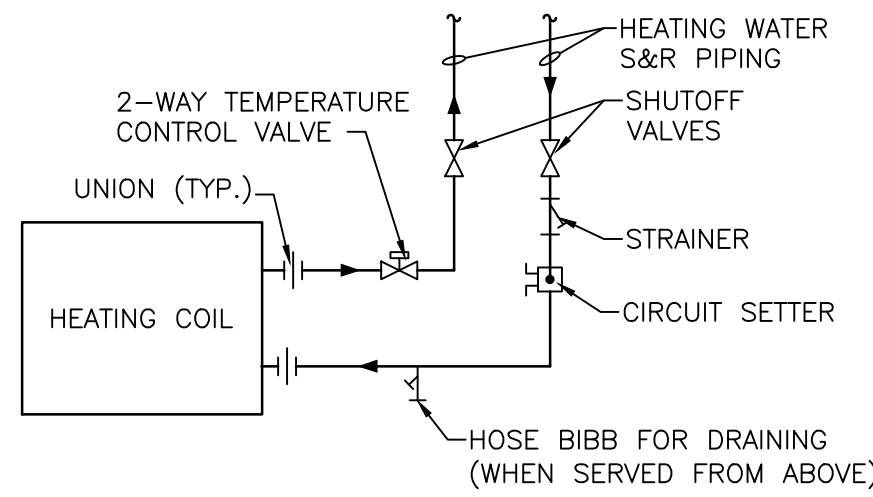 HEATING WATER
S&R PIPING
2-WAY TEMPERATURE
CONTROL VALVE
SHUTOFF
VALVES
UNION (TYP.)
STRAINER
HEATING COIL
CIRCUIT SETTER
HOSE BIBB FOR DRAINING
(WHEN SERVED FROM ABOVE)